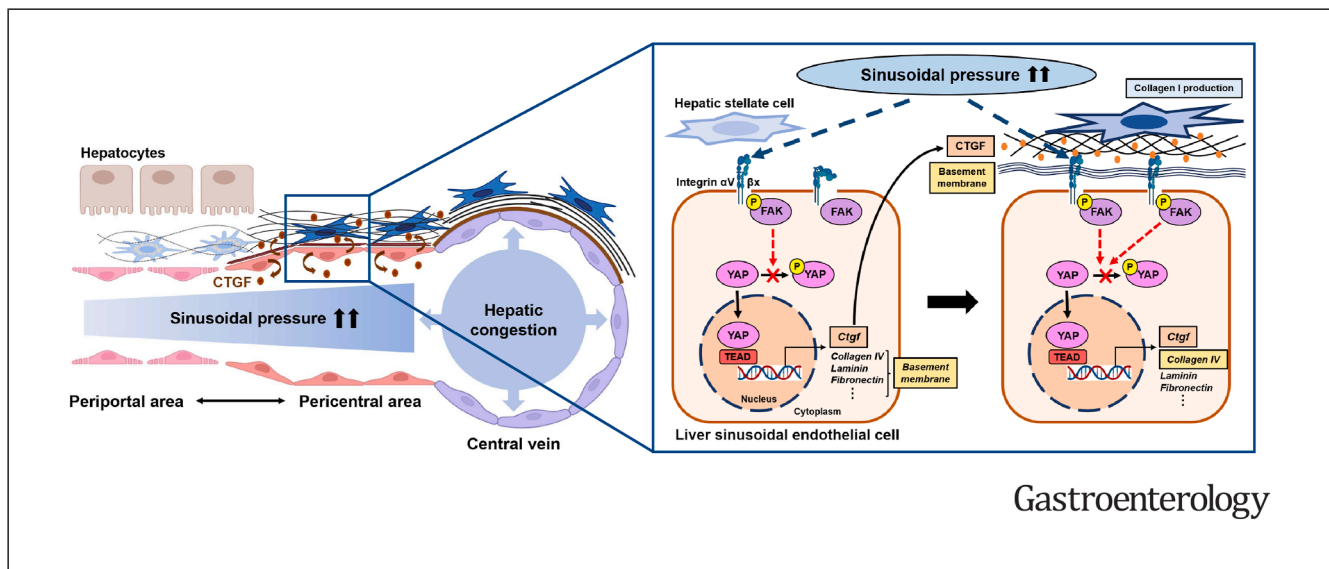 Hepatocytes
CTGF
Sinusoidal pressure ⬆⬆
Hepatic
congestion
Periportal area
Pericentral area
Central vein
Sinusoidal pressure ⬆⬆
Hepatic stellate cell
Collagen I production
CTGF
Basement
membrane
Integrin αV
βx
P
FAK
FAK
YAP
P
YAP
YAP
TEAD
Nucleus
Cytoplasm
Ctgf
Collagen IV
Laminin
Fibronectin
⋮
Basement
membrane
Liver sinusoidal endothelial cell
P
FAK
P
FAK
YAP
P
YAP
YAP
TEAD
Ctgf
Collagen IV
Laminin
Fibronectin
⋮
Gastroenterology